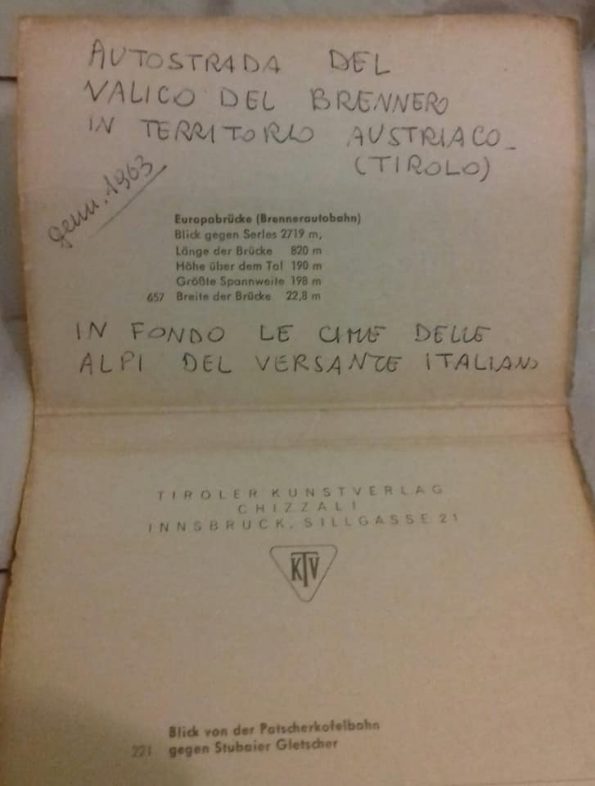 AUTOSTRADA DEL
VALICO DEL BRENNERO
IN TERRITORIO AUSTRIACO_
(TIROLO)
genn. 1963
Europabrücke (Brennerautobahn)
Blick gegen Serles 2719 m,
Länge der Brücke 820 m
Höhe über dem Tal 190 m
Größte Spannweite 198 m
657 Breite der Brücke 22,8 m
IN FONDO LE CIME DELLE
ALPI DEL VERSANTE ITALIANO
TIROLER KUNSTVERLAG
CHIZZALI
INNSBRUCK, SILLGASSE 21
KTV
Blick von der Patscherkofelbahn
221 gegen Stubaier Gletscher